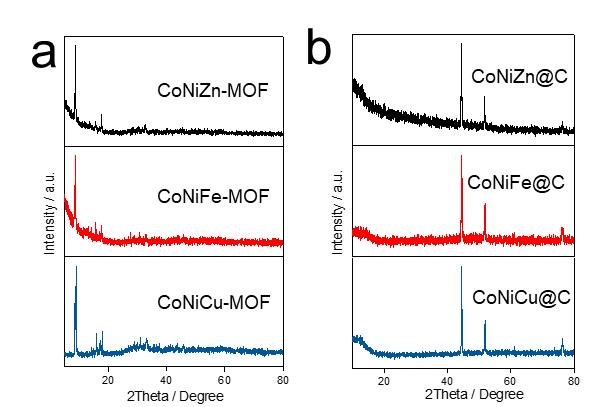 a
CoNiZn-MOF
CoNiFe-MOF
CoNiCu-MOF
Intensity / a.u.
20 40 60 80
2Theta / Degree
b
CoNiZn@C
CoNiFe@C
CoNiCu@C
Intensity / a.u.
20 40 60 80
2Theta / Degree